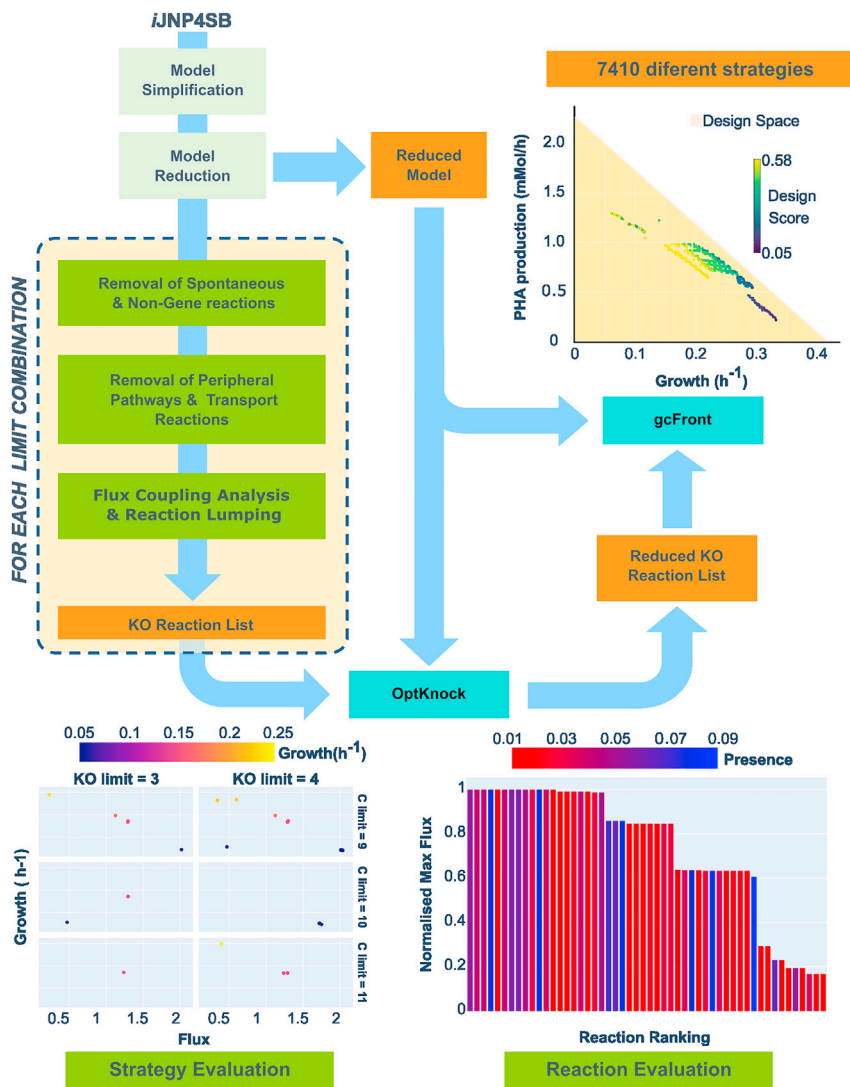 iJNP4SB
Model
Simplification
Model
Reduction
Reduced
Model
FOR EACH LIMIT COMBINATION
Removal of Spontaneous
& Non-Gene reactions
Removal of Peripheral
Pathways & Transport
Reactions
Flux Coupling Analysis
& Reaction Lumping
KO Reaction List
7410 diferent strategies
Design Space
0.58
Design
Score
0.05
PHA production (mMol/h)
2.0
1.5
1.0
0.5
0
0 0.1 0.2 0.3 0.4
Growth (h-1)
gcFront
Reduced KO
Reaction List
OptKnock
0.05 0.1 0.15 0.2 0.25
Growth(h-1)
KO limit = 3 KO limit = 4
C limit = 9
C limit = 10
C limit = 11
Growth ( h-1)
0.5 1 1.5 2 0.5 1 1.5 2
Flux
Strategy Evaluation
0.01 0.03 0.05 0.07 0.09
Presence
Normalised Max Flux
1
0.8
0.6
0.4
0.2
0
Reaction Ranking
Reaction Evaluation